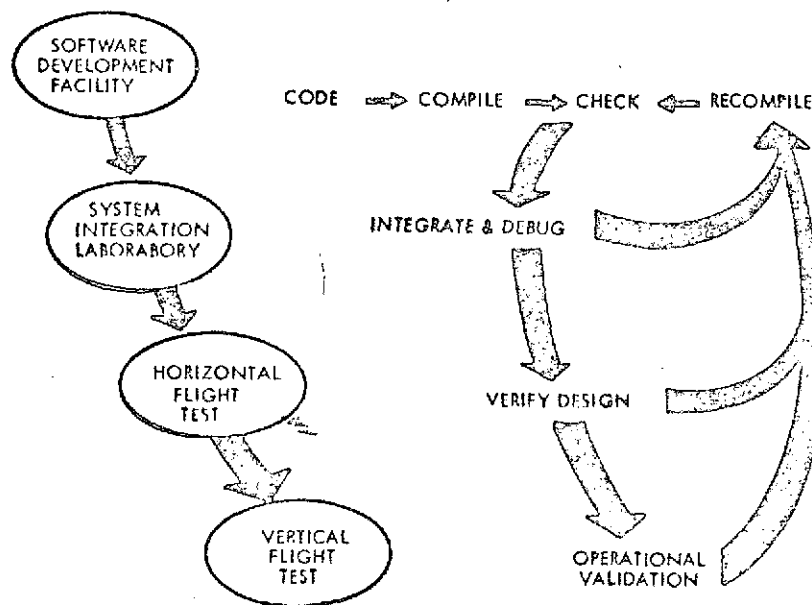 SOFTWARE
DEVELOPMENT
FACILITY
CODE COMPILE CHECK RECOMPILE
SYSTEM
INTEGRATION
LABORABORY
INTEGRATE & DEBUG
HORIZONTAL
FLIGHT
TEST
VERIFY DESIGN
VERTICAL
FLIGHT
TEST
OPERATIONAL
VALIDATION